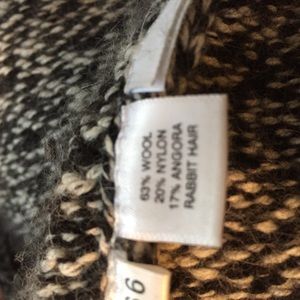 63% WOOL
20% NYLON
17% ANGORA
RABBIT HAIR